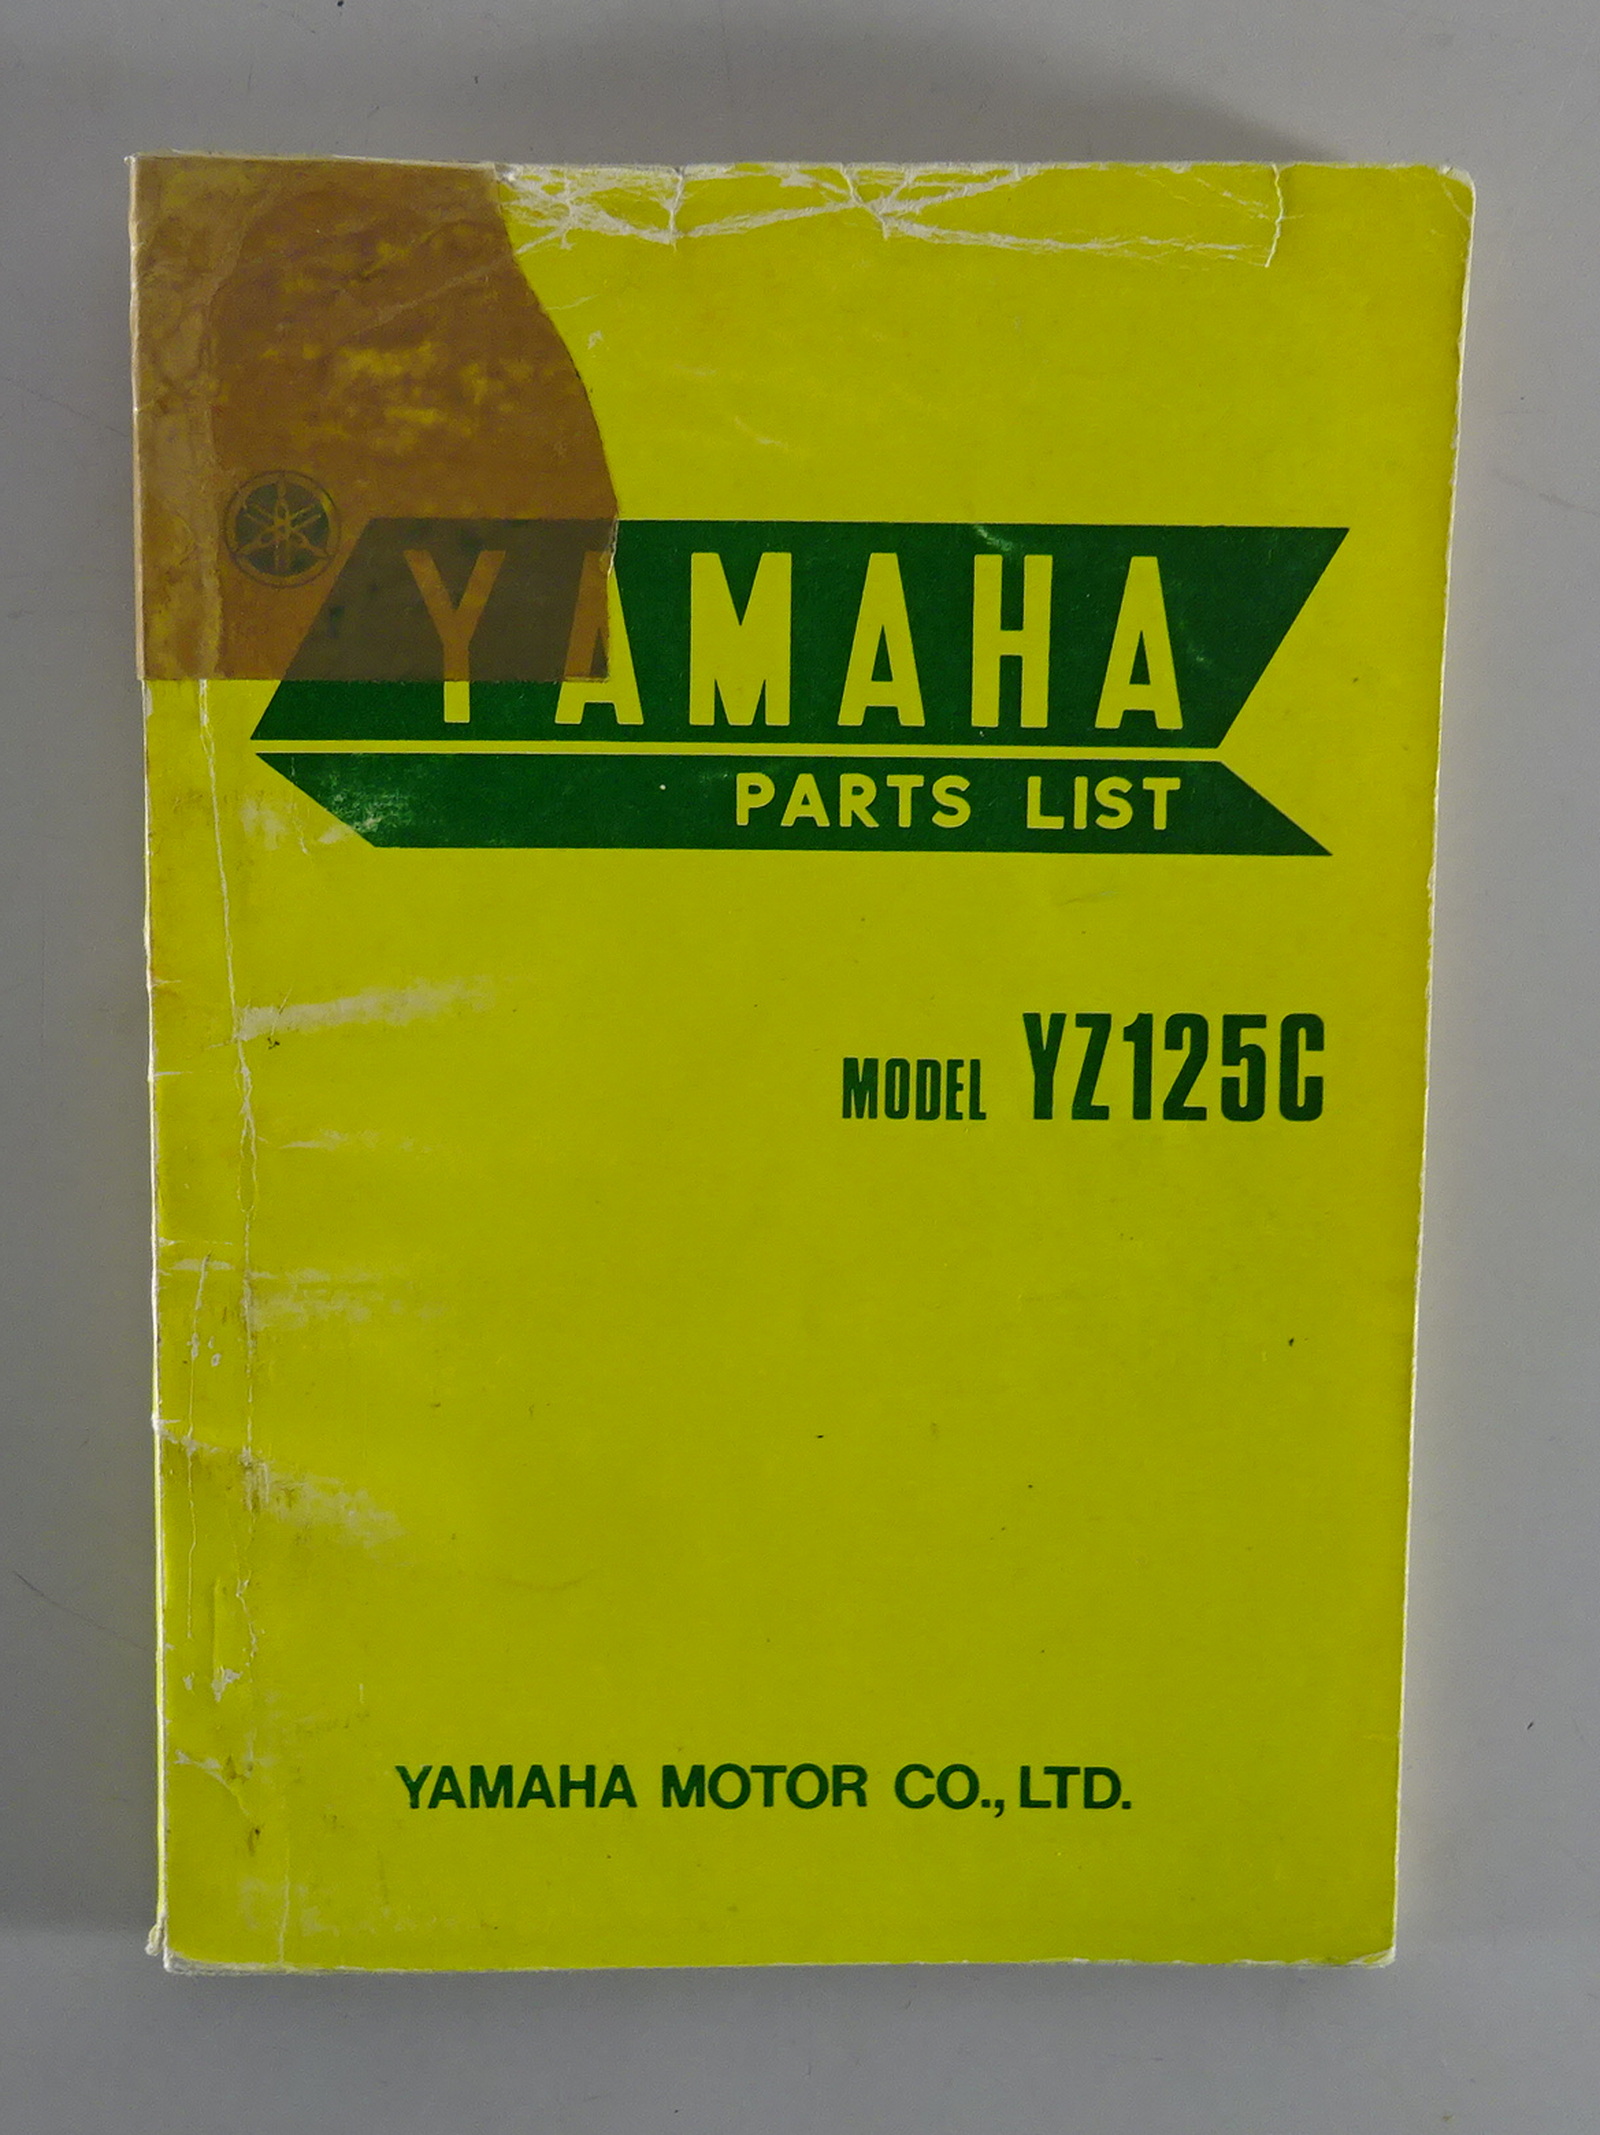 YAMAHA
PARTS LIST
MODEL YZ125C
YAMAHA MOTOR CO., LTD.